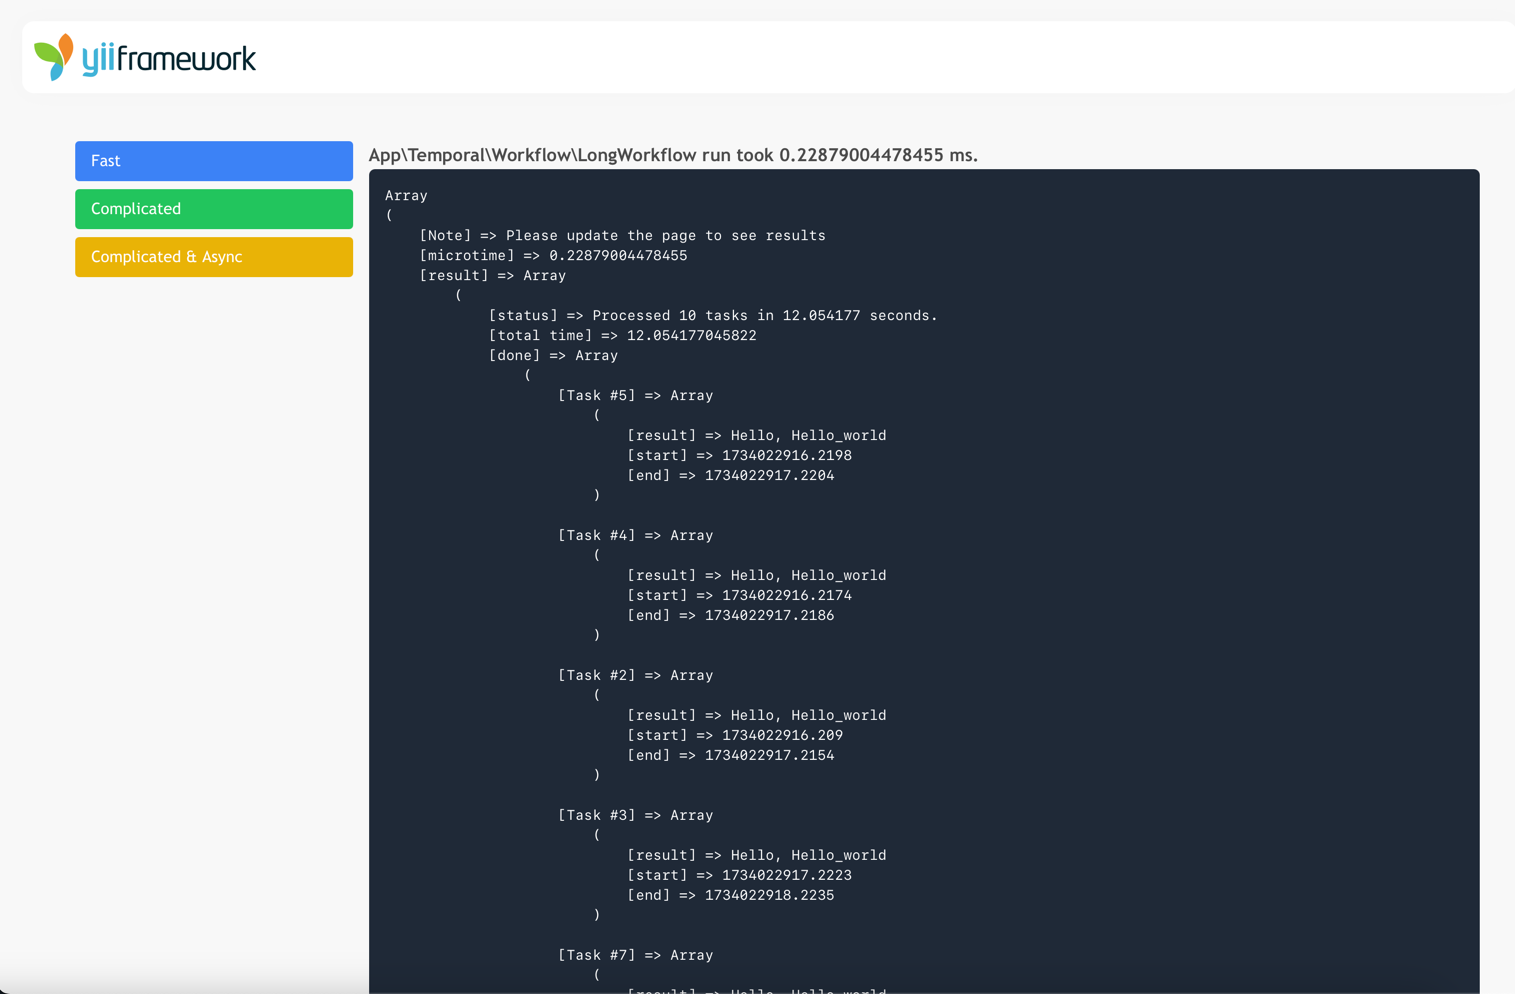 yiiframework
Fast
Complicated
Complicated & Async
App\Temporal\Workflow\LongWorkflow run took 0.22879004478455 ms.
Array
(
[Note] => Please update the page to see results
[microtime] => 0.22879004478455
[result] => Array
(
[status] => Processed 10 tasks in 12.054177 seconds.
[total time] => 12.054177045822
[done] => Array
(
[Task #5] => Array
(
[result] => Hello, Hello_world
[start] => 1734022916.2198
[end] => 1734022917.2204
)
[Task #4] => Array
(
[result] => Hello, Hello_world
[start] => 1734022916.2174
[end] => 1734022917.2186
)
[Task #2] => Array
(
[result] => Hello, Hello_world
[start] => 1734022916.209
[end] => 1734022917.2154
)
[Task #3] => Array
(
[result] => Hello, Hello_world
[start] => 1734022917.2223
[end] => 1734022918.2235
)
[Task #7] => Array
(